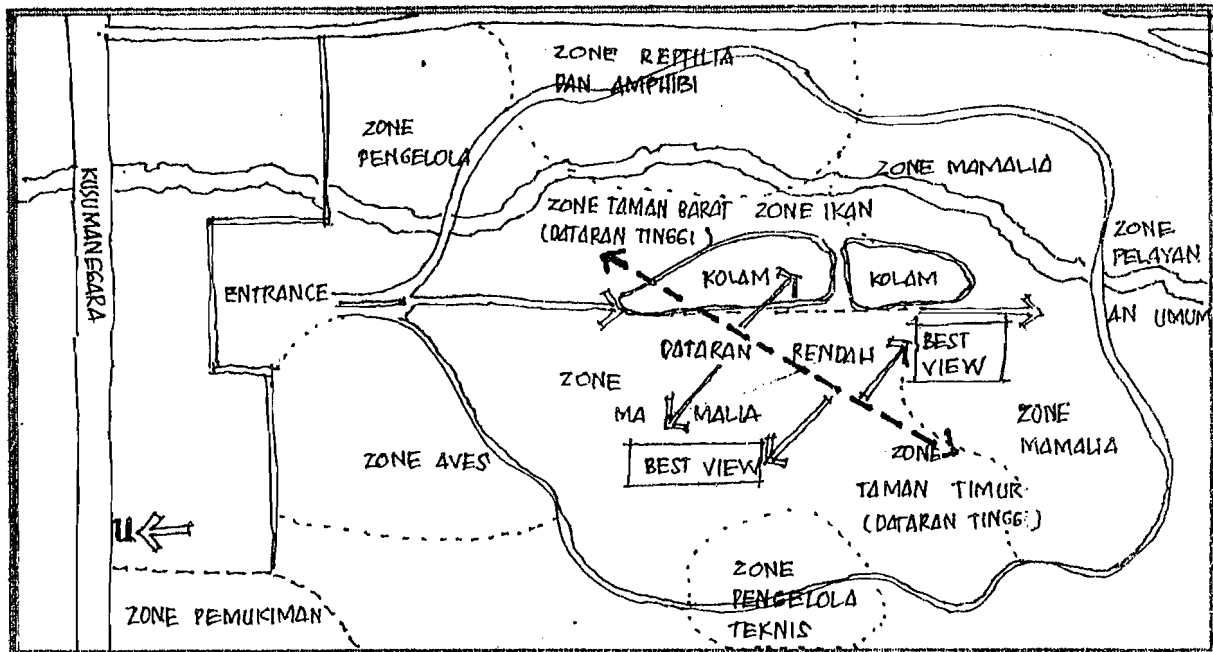 ZONE REPTILIA
DAN AMPHIBI
ZONE
PENGELOLA
ZONE MAMALIA
KUSUMANEGARA
ZONE TAMAN BARAT
(DATARAN TINGGI)
ZONE IKAN
ZONE
PELAYAN
AN UMUM
KOLAM
KOLAM
ENTRANCE
DATARAN RENDAH
BEST
VIEW
ZONE
MA MALIA
ZONE
MAMALIA
BEST VIEW
ZONE AVES
ZONE
TAMAN TIMUR
(DATARAN TINGGI)
U
ZONE
PENGELOLA
TEKNIS
ZONE PEMUKIMAN